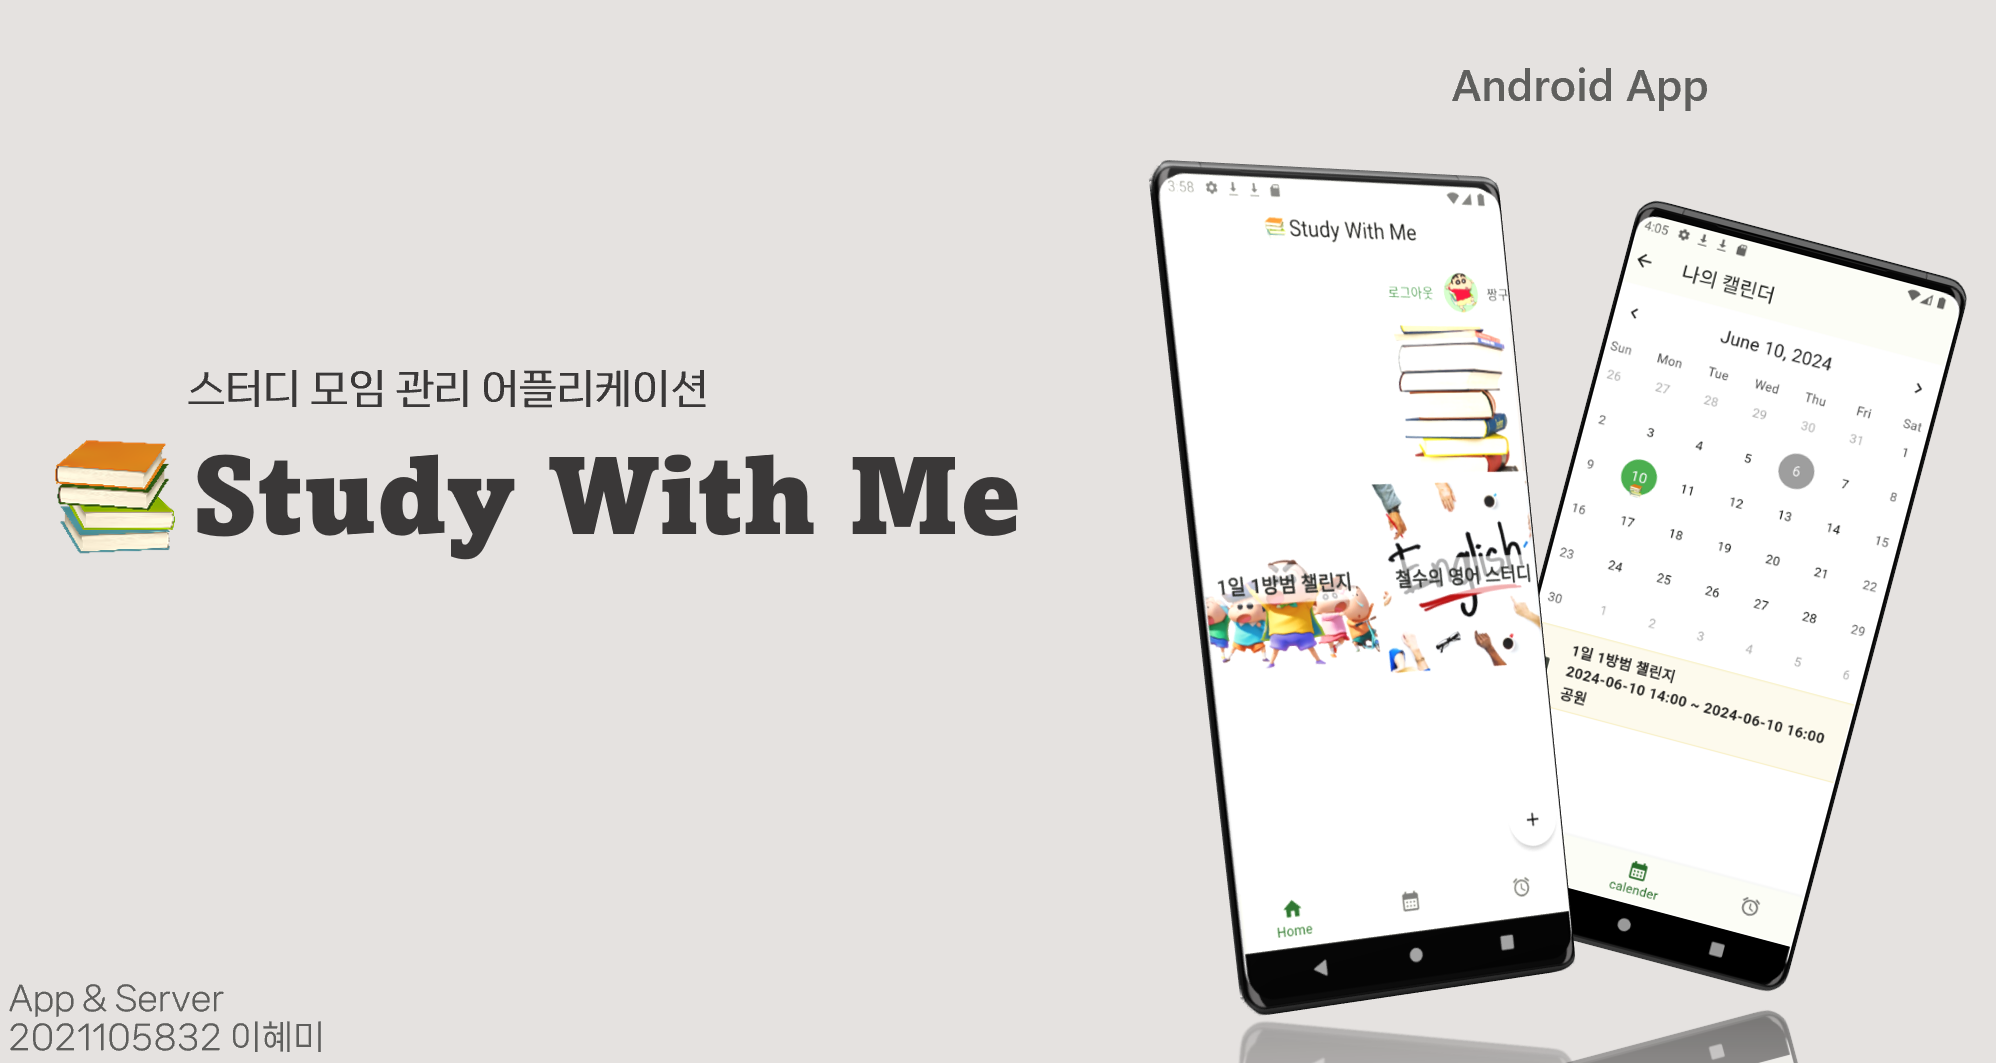 Android App
스터디 모임 관리 어플리케이션
Study With Me
App & Server
2021105832 이혜미
3:58
Study With Me
로그아웃 짱구
English
1일 1방범 챌린지
철수의 영어 스터디
+
Home
4:05
나의 캘린더
June 10, 2024
Sun Mon Tue Wed Thu Fri Sat
26 27 28 29 30 31 1
2 3 4 5 6 7 8
9 10 11 12 13 14 15
16 17 18 19 20 21 22
23 24 25 26 27 28 29
30 1 2 3 4 5 6
1일 1방범 챌린지
2024-06-10 14:00 ~ 2024-06-10 16:00
공원
calender